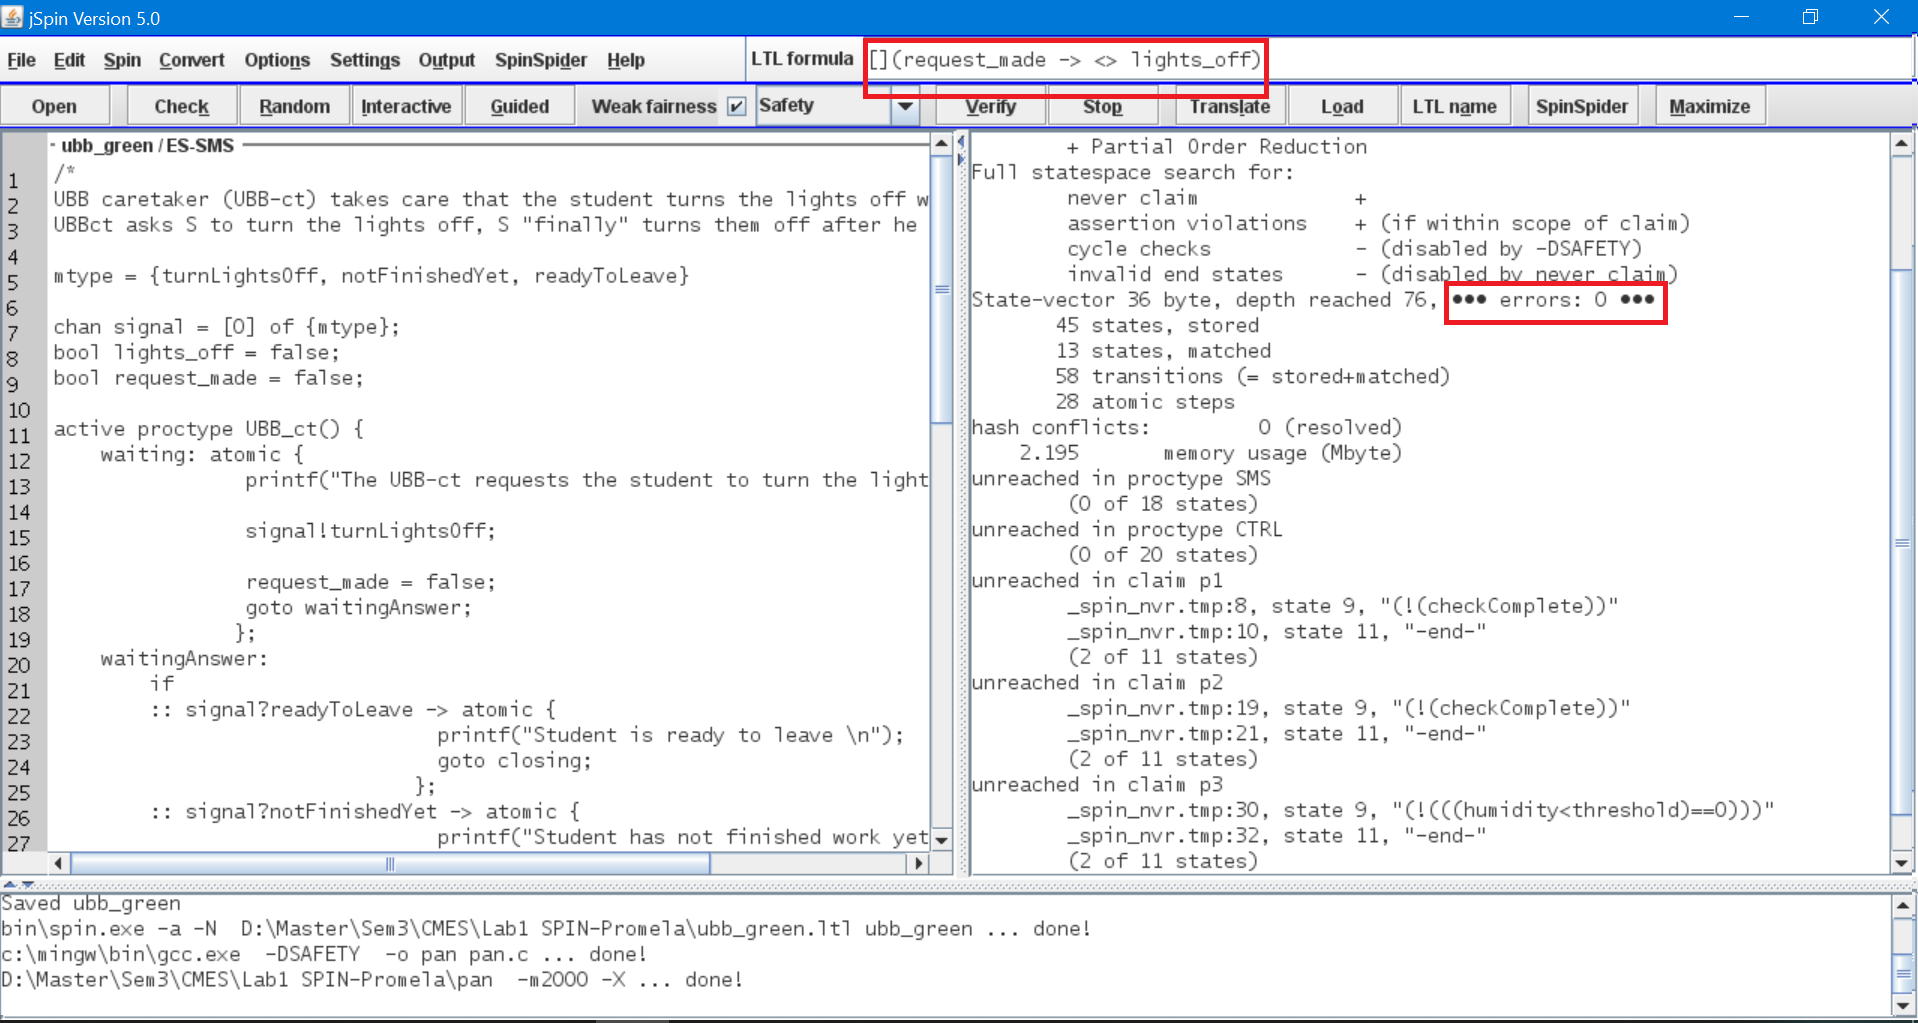 jSpin Version 5.0
File Edit Spin Convert Options Settings Output SpinSpider Help LTL formula [](request_made -> <> lights_off)
Open Check Random Interactive Guided Weak fairness Safety Verify Stop Translate Load LTL name SpinSpider Maximize
ubb_green / ES-SMS
1 /*
2 UBB caretaker (UBB-ct) takes care that the student turns the lights off w
3 UBBct asks S to turn the lights off, S "finally" turns them off after he
4
5 mtype = {turnLightsOff, notFinishedYet, readyToLeave}
6
7 chan signal = [0] of {mtype};
8 bool lights_off = false;
9 bool request_made = false;
10
11 active proctype UBB_ct() {
12 waiting: atomic {
13 printf("The UBB-ct requests the student to turn the light
14
15 signal!turnLightsOff;
16
17 request_made = false;
18 goto waitingAnswer;
19 };
20 waitingAnswer:
21 if
22 :: signal?readyToLeave -> atomic {
23 printf("Student is ready to leave \n");
24 goto closing;
25 };
26 :: signal?notFinishedYet -> atomic {
27 printf("Student has not finished work yet
+ Partial Order Reduction
Full statespace search for:
never claim +
assertion violations + (if within scope of claim)
cycle checks - (disabled by -DSAFETY)
invalid end states - (disabled by never claim)
State-vector 36 byte, depth reached 76, ●●● errors: 0 ●●●
45 states, stored
13 states, matched
58 transitions (= stored+matched)
28 atomic steps
hash conflicts: 0 (resolved)
2.195 memory usage (Mbyte)
unreached in proctype SMS
(0 of 18 states)
unreached in proctype CTRL
(0 of 20 states)
unreached in claim p1
_spin_nvr.tmp:8, state 9, "(!(checkComplete))"
_spin_nvr.tmp:10, state 11, "-end-"
(2 of 11 states)
unreached in claim p2
_spin_nvr.tmp:19, state 9, "(!(checkComplete))"
_spin_nvr.tmp:21, state 11, "-end-"
(2 of 11 states)
unreached in claim p3
_spin_nvr.tmp:30, state 9, "(!(((humidity<threshold)==0)))"
_spin_nvr.tmp:32, state 11, "-end-"
(2 of 11 states)
Saved ubb_green
bin\spin.exe -a -N D:\Master\Sem3\CMES\Lab1 SPIN-Promela\ubb_green.ltl ubb_green ... done!
c:\mingw\bin\gcc.exe -DSAFETY -o pan pan.c ... done!
D:\Master\Sem3\CMES\Lab1 SPIN-Promela\pan -m2000 -X ... done!